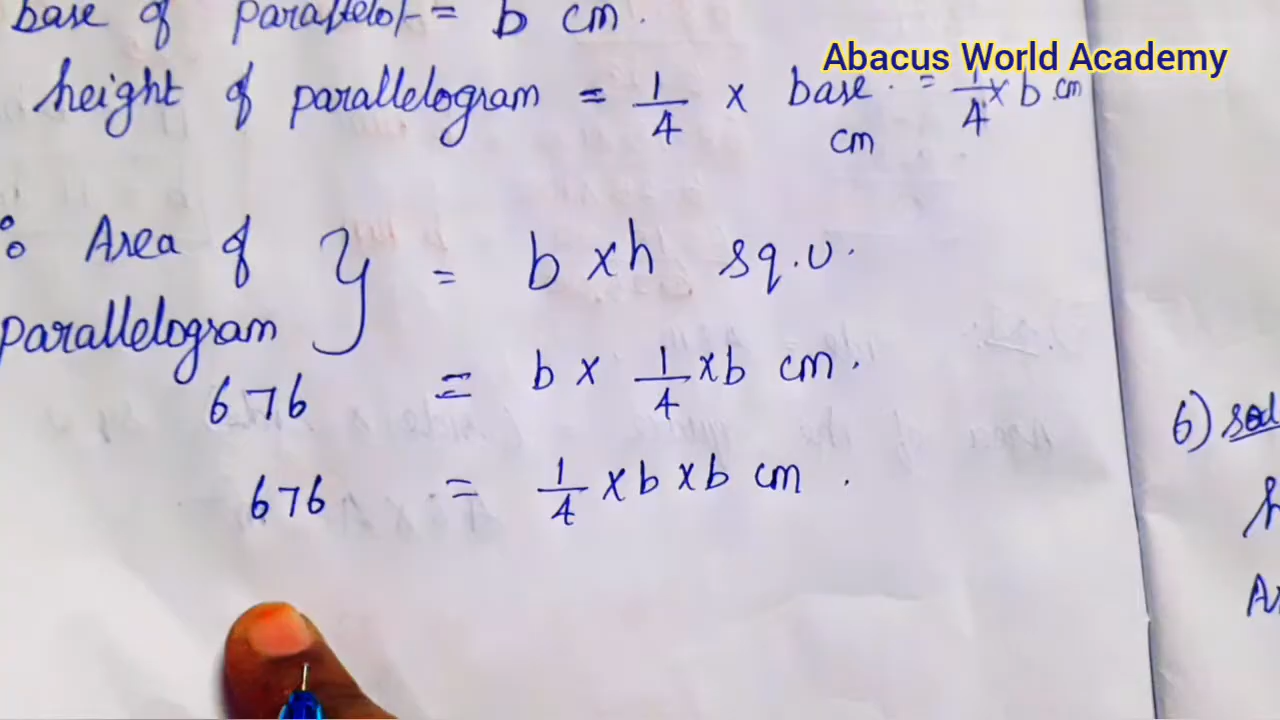 base of parallelo/- = b cm.
Abacus World Academy
height of parallelogram = 1/4 × base. = 1/4 × b cm
cm
∴ Area of } = b × h sq.u.
parallelogram
676 = b × 1/4 × b cm.
676 = 1/4 × b × b cm.
6)